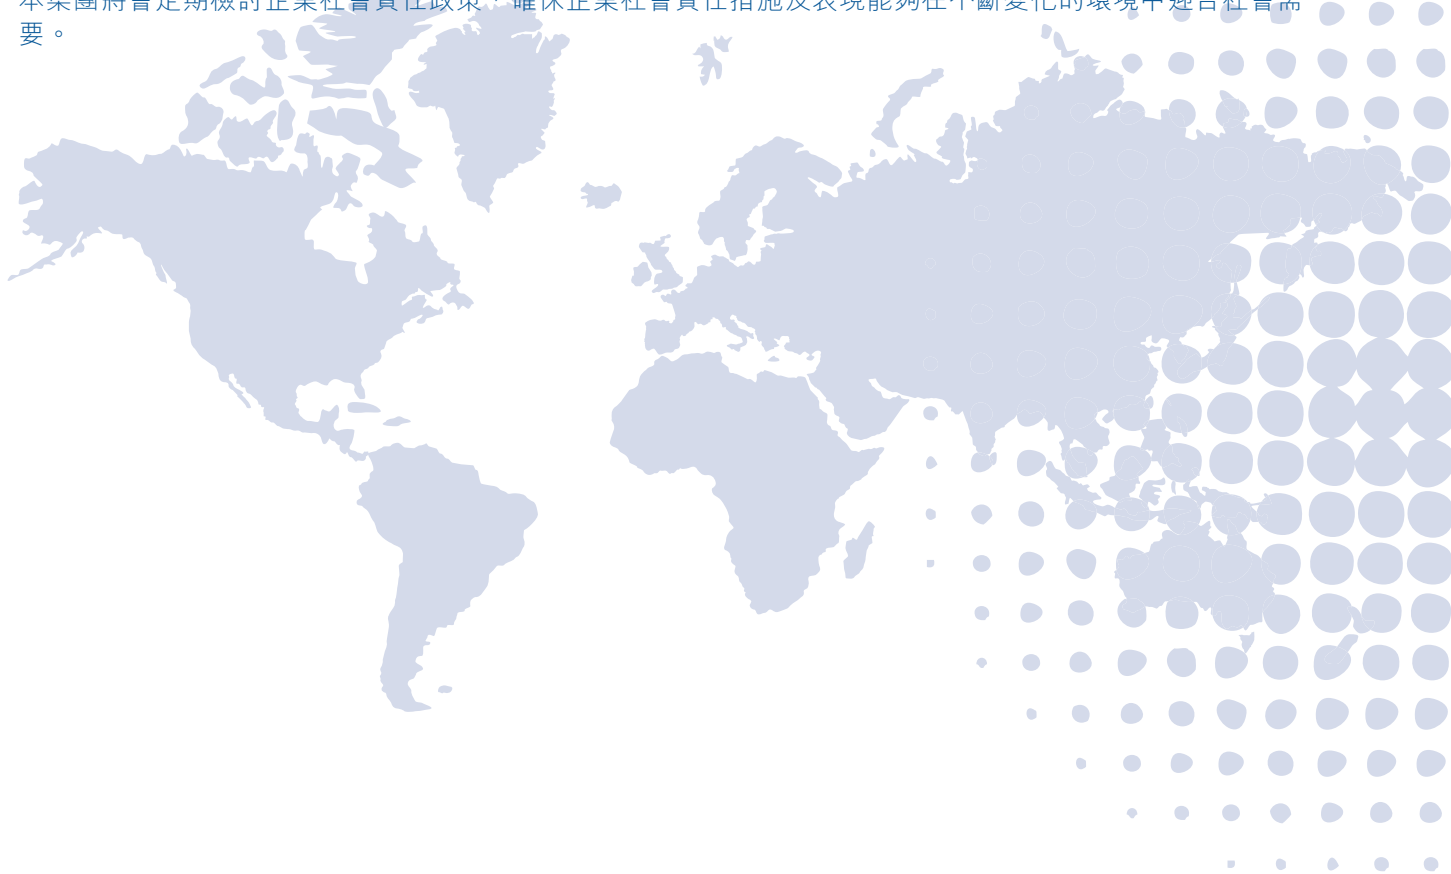 本集團將會定期檢討企業社會責任政策，確保企業社會責任措施及表現能夠在不斷變化的環境中迎合社會需
要。